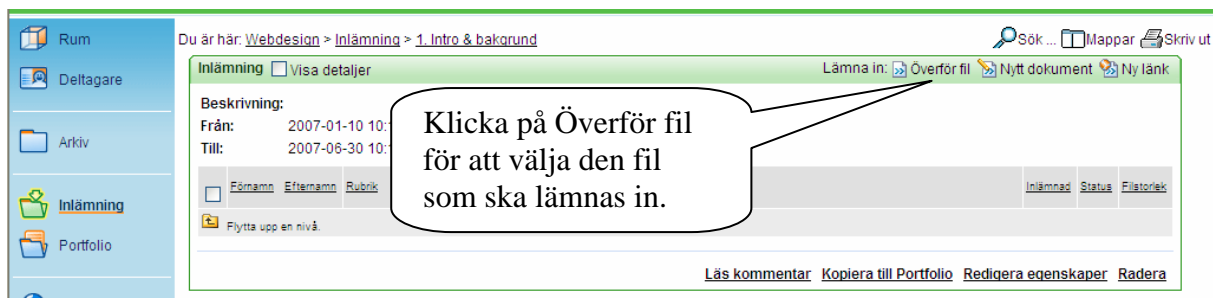 Rum
Deltagare
Arkiv
Inlämning
Portfolio
Du är här: Webdesign > Inlämning > 1. Intro & bakgrund
Sök ... Mappar Skriv ut
Inlämning Visa detaljer
Lämna in: Överför fil Nytt dokument Ny länk
Beskrivning:
Från: 2007-01-10 10:
Till: 2007-06-30 10:
Klicka på Överför fil
för att välja den fil
som ska lämnas in.
Förnamn Efternamn Rubrik Inlämnad Status Filstorlek
Flytta upp en nivå.
Läs kommentar Kopiera till Portfolio Redigera egenskaper Radera